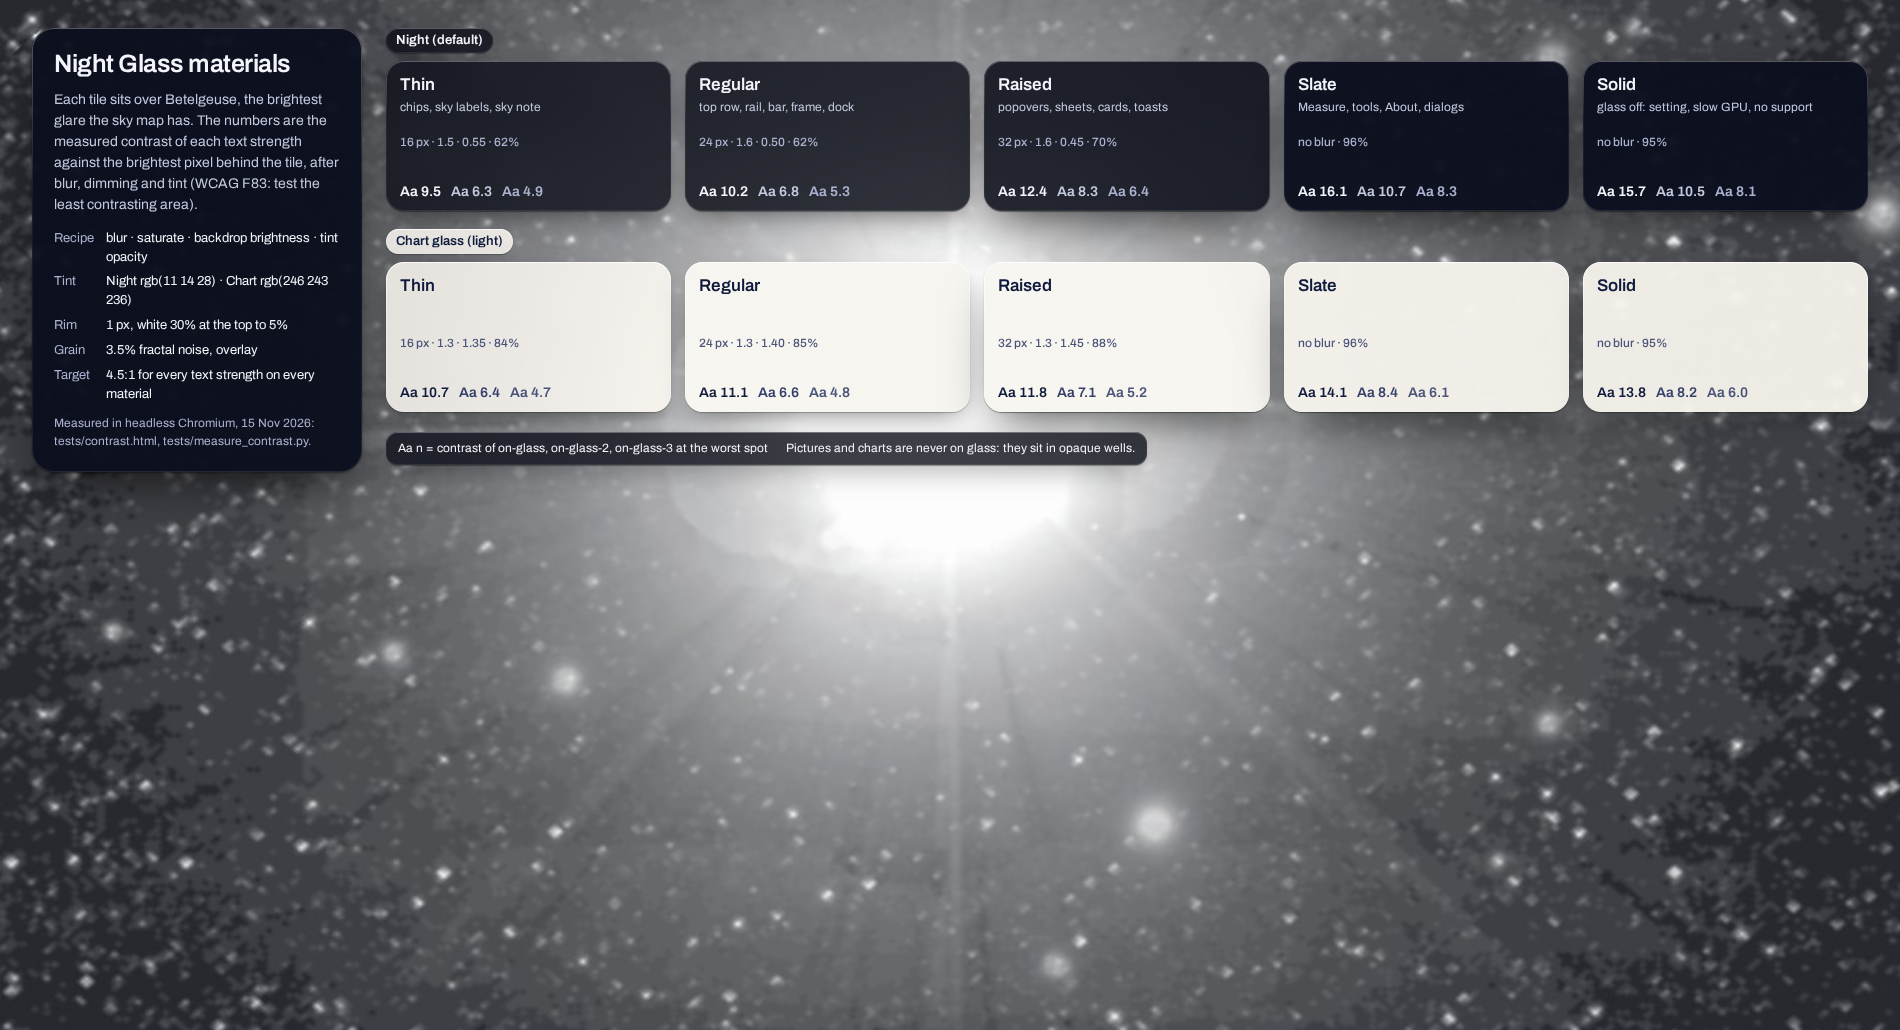 Night Glass materials
Each tile sits over Betelgeuse, the brightest
glare the sky map has. The numbers are the
measured contrast of each text strength
against the brightest pixel behind the tile, after
blur, dimming and tint (WCAG F83: test the
least contrasting area).
Recipe blur · saturate · backdrop brightness · tint
opacity
Tint Night rgb(11 14 28) · Chart rgb(246 243
236)
Rim 1 px, white 30% at the top to 5%
Grain 3.5% fractal noise, overlay
Target 4.5:1 for every text strength on every
material
Measured in headless Chromium, 15 Nov 2026:
tests/contrast.html, tests/measure_contrast.py.
Night (default)
Thin
chips, sky labels, sky note
16 px · 1.5 · 0.55 · 62%
Aa 9.5 Aa 6.3 Aa 4.9
Regular
top row, rail, bar, frame, dock
24 px · 1.6 · 0.50 · 62%
Aa 10.2 Aa 6.8 Aa 5.3
Raised
popovers, sheets, cards, toasts
32 px · 1.6 · 0.45 · 70%
Aa 12.4 Aa 8.3 Aa 6.4
Slate
Measure, tools, About, dialogs
no blur · 96%
Aa 16.1 Aa 10.7 Aa 8.3
Solid
glass off: setting, slow GPU, no support
no blur · 95%
Aa 15.7 Aa 10.5 Aa 8.1
Chart glass (light)
Thin
16 px · 1.3 · 1.35 · 84%
Aa 10.7 Aa 6.4 Aa 4.7
Regular
24 px · 1.3 · 1.40 · 85%
Aa 11.1 Aa 6.6 Aa 4.8
Raised
32 px · 1.3 · 1.45 · 88%
Aa 11.8 Aa 7.1 Aa 5.2
Slate
no blur · 96%
Aa 14.1 Aa 8.4 Aa 6.1
Solid
no blur · 95%
Aa 13.8 Aa 8.2 Aa 6.0
Aa n = contrast of on-glass, on-glass-2, on-glass-3 at the worst spot Pictures and charts are never on glass: they sit in opaque wells.